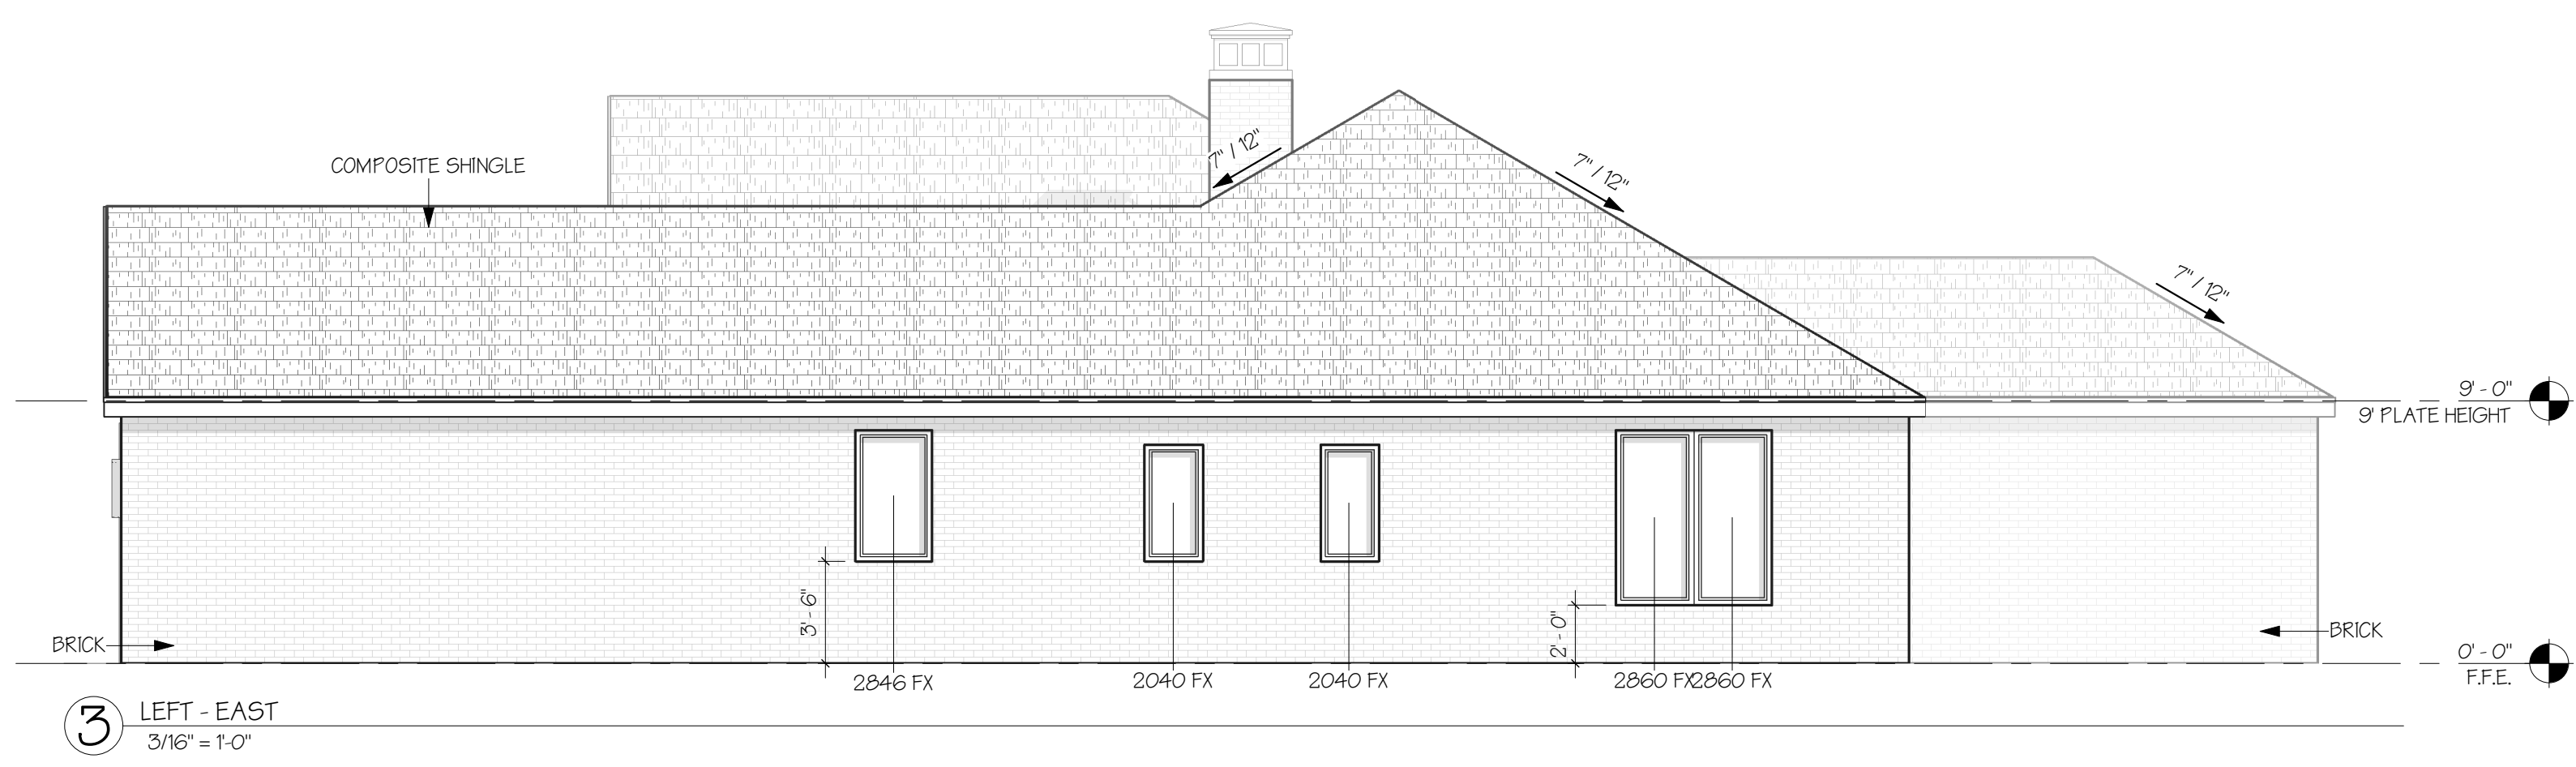 COMPOSITE SHINGLE
7" / 12"
7" / 12"
7" / 12"
9' - 0"
9' PLATE HEIGHT
3' - 6"
2' - 0"
BRICK
BRICK
0' - 0"
F.F.E.
2846 FX
2040 FX
2040 FX
2860 FX
2860 FX
3
LEFT - EAST
3/16" = 1'-0"